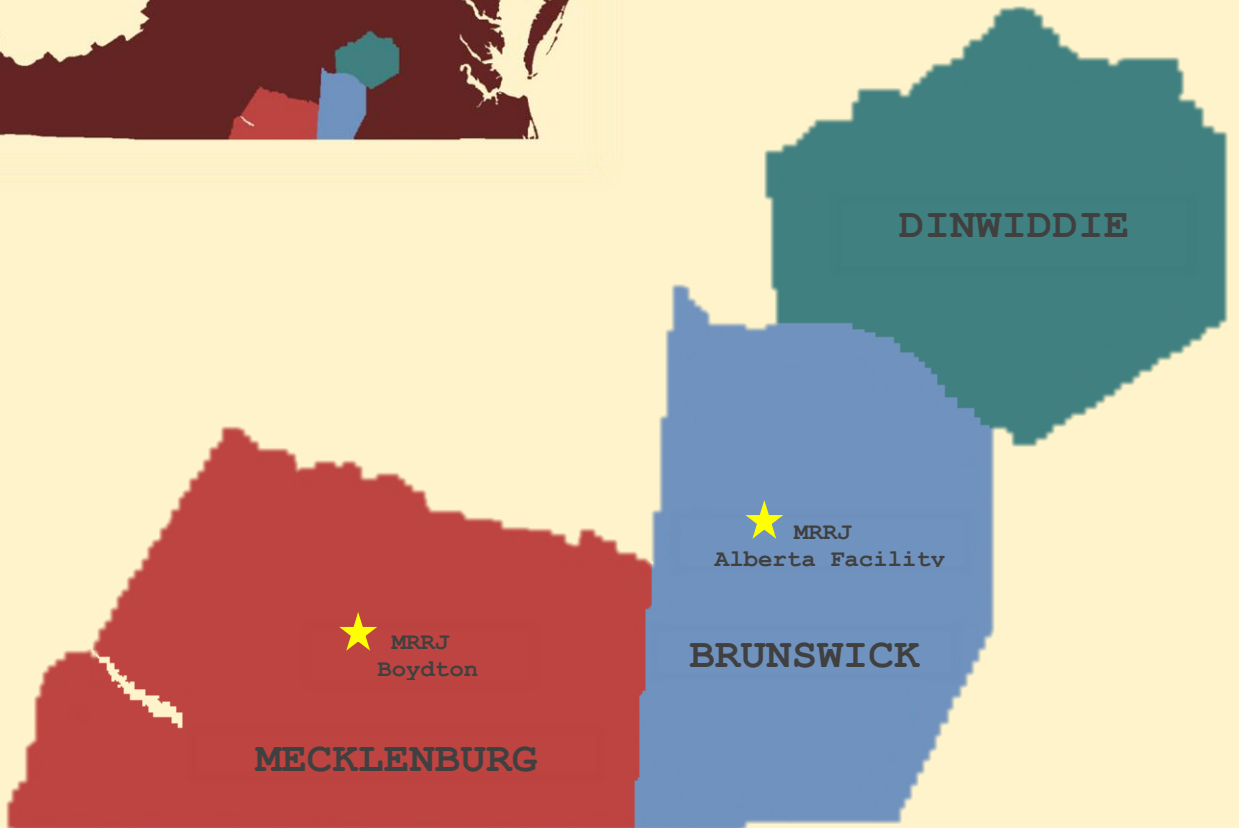 DINWIDDIE
MRRJ
Alberta Facility
BRUNSWICK
MRRJ
Boydton
MECKLENBURG